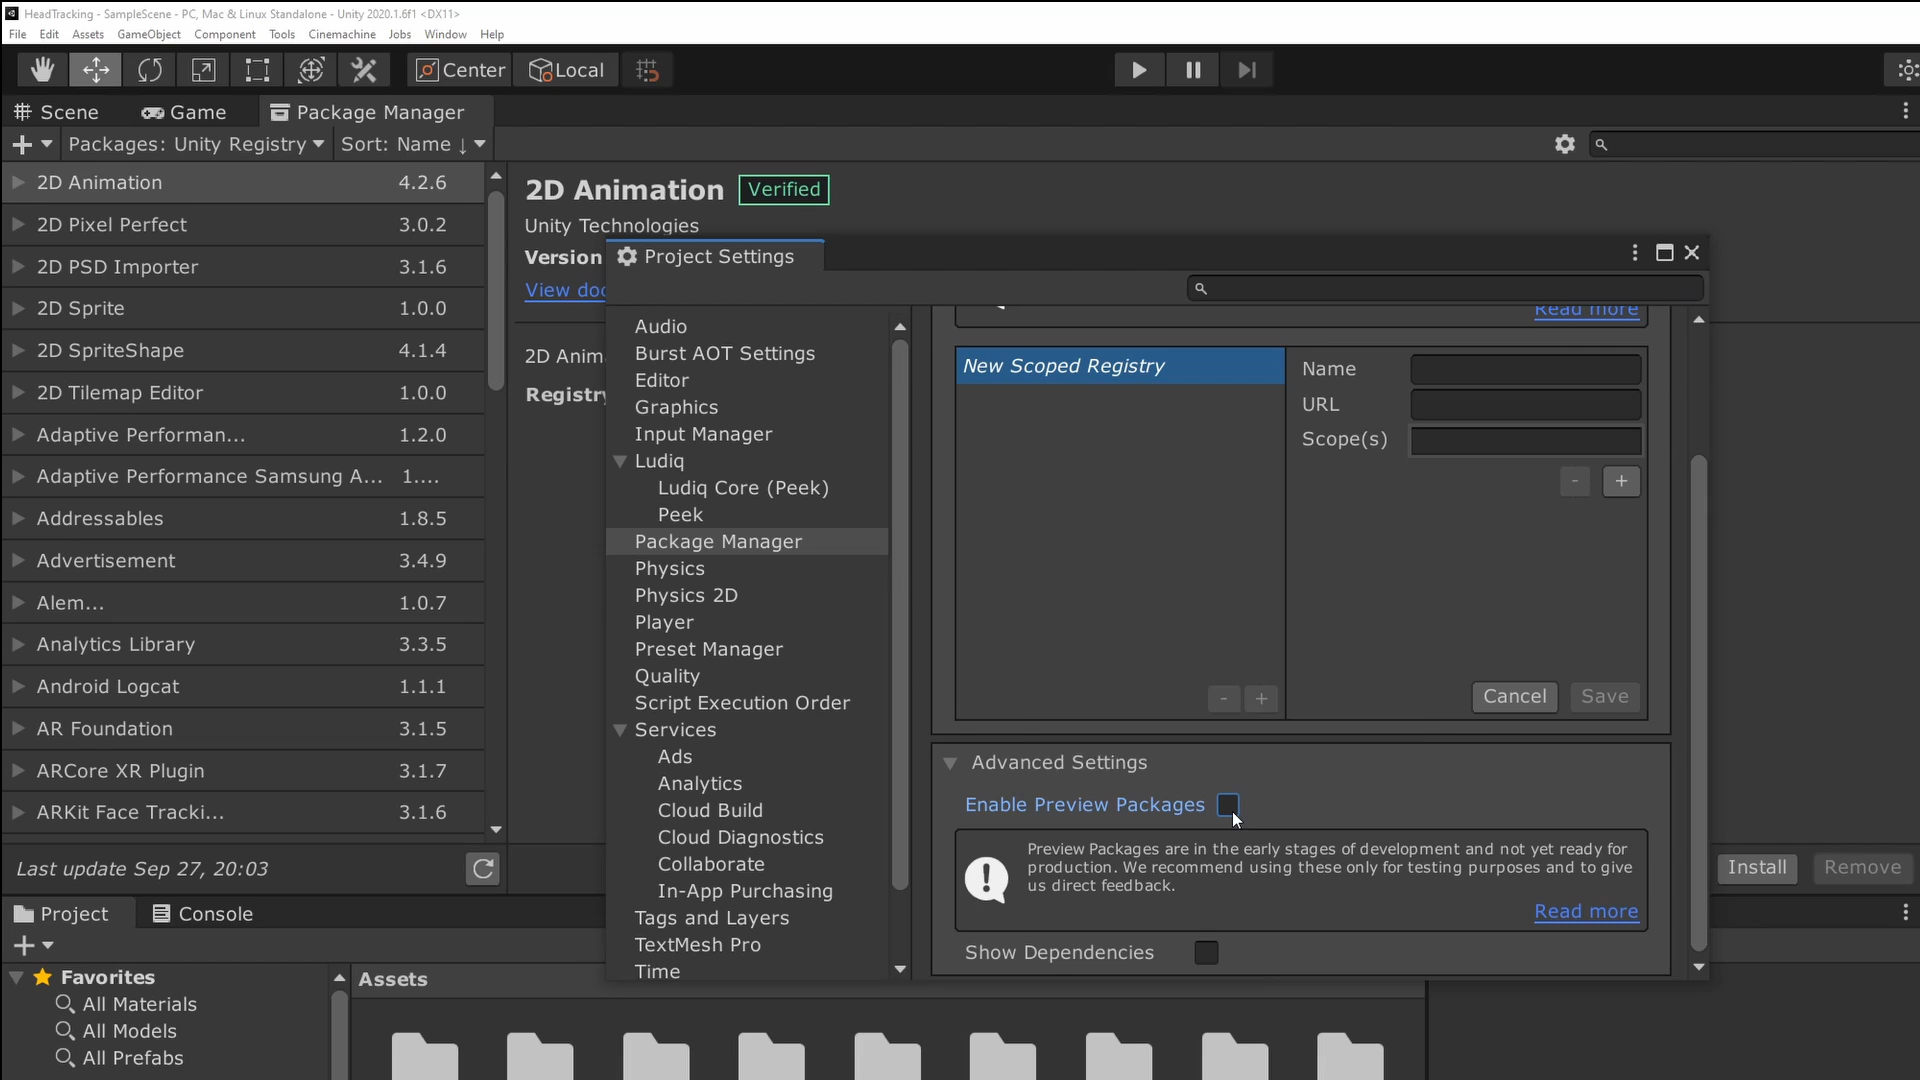 HeadTracking - SampleScene - PC, Mac & Linux Standalone - Unity 2020.1.6f1 <DX11>
File Edit Assets GameObject Component Tools Cinemachine Jobs Window Help
Center Local
Scene Game Package Manager
Packages: Unity Registry Sort: Name ↓
2D Animation 4.2.6
2D Pixel Perfect 3.0.2
2D PSD Importer 3.1.6
2D Sprite 1.0.0
2D SpriteShape 4.1.4
2D Tilemap Editor 1.0.0
Adaptive Performan... 1.2.0
Adaptive Performance Samsung A... 1....
Addressables 1.8.5
Advertisement 3.4.9
Alem... 1.0.7
Analytics Library 3.3.5
Android Logcat 1.1.1
AR Foundation 3.1.5
ARCore XR Plugin 3.1.7
ARKit Face Tracki... 3.1.6
Last update Sep 27, 20:03
2D Animation Verified
Unity Technologies
Version
View doc
2D Anim
Registry
Project Settings
Audio
Burst AOT Settings
Editor
Graphics
Input Manager
Ludiq
Ludiq Core (Peek)
Peek
Package Manager
Physics
Physics 2D
Player
Preset Manager
Quality
Script Execution Order
Services
Ads
Analytics
Cloud Build
Cloud Diagnostics
Collaborate
In-App Purchasing
Tags and Layers
TextMesh Pro
Time
Read more
New Scoped Registry
Name
URL
Scope(s)
- +
- +
Cancel Save
Advanced Settings
Enable Preview Packages
Preview Packages are in the early stages of development and not yet ready for
production. We recommend using these only for testing purposes and to give
us direct feedback.
Read more
Show Dependencies
Install Remove
Project Console
Favorites
All Materials
All Models
All Prefabs
Assets